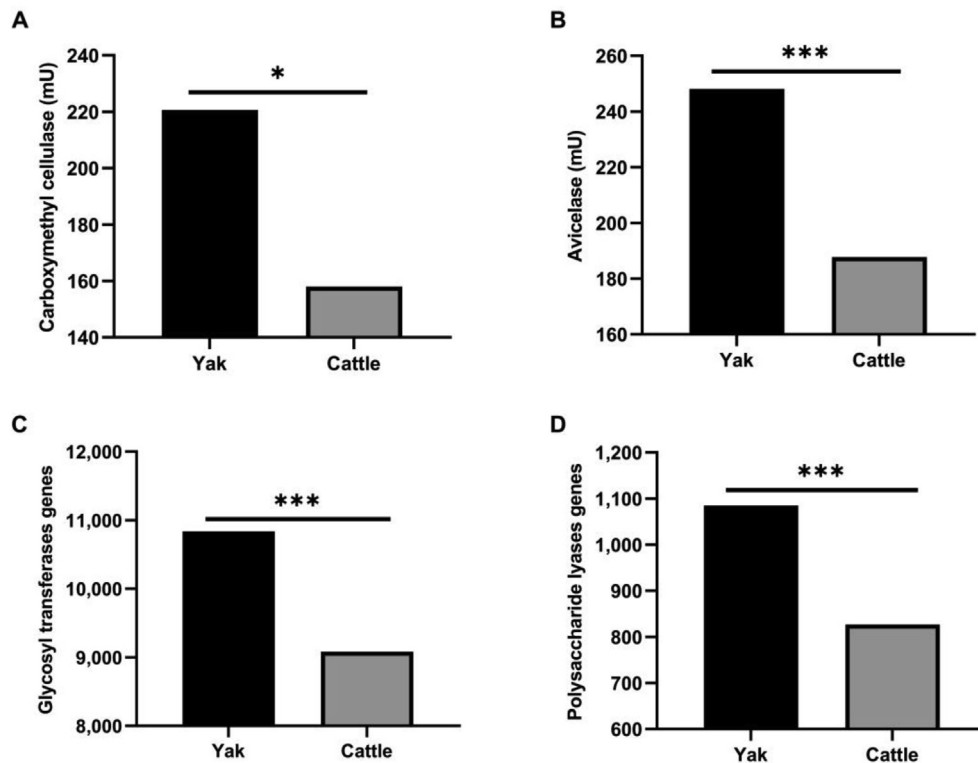 A
Carboxymethyl cellulase (mU)
240
220
200
180
160
140
*
Yak Cattle
B
Avicelase (mU)
260
240
220
200
180
160
***
Yak Cattle
C
Glycosyl transferases genes
12,000
11,000
10,000
9,000
8,000
***
Yak Cattle
D
Polysaccharide lyases genes
1,200
1,100
1,000
900
800
700
600
***
Yak Cattle